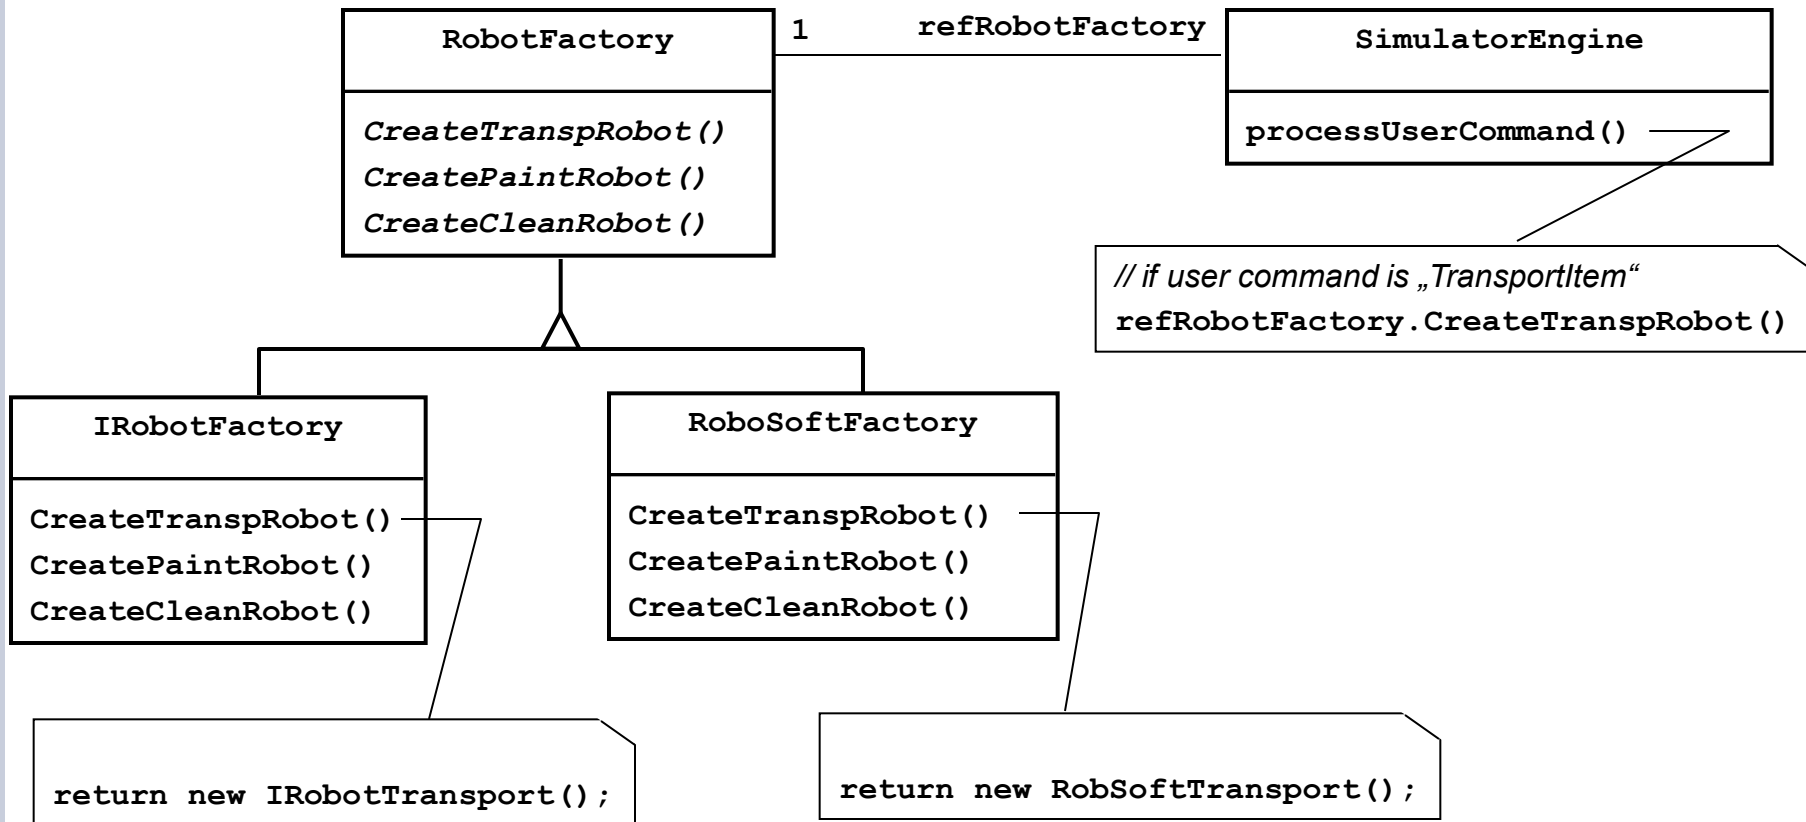 RobotFactory
CreateTranspRobot()
CreatePaintRobot()
CreateCleanRobot()
1
refRobotFactory
SimulatorEngine
processUserCommand()
// if user command is „TransportItem“
refRobotFactory.CreateTranspRobot()
IRobotFactory
CreateTranspRobot()
CreatePaintRobot()
CreateCleanRobot()
RoboSoftFactory
CreateTranspRobot()
CreatePaintRobot()
CreateCleanRobot()
return new IRobotTransport();
return new RobSoftTransport();